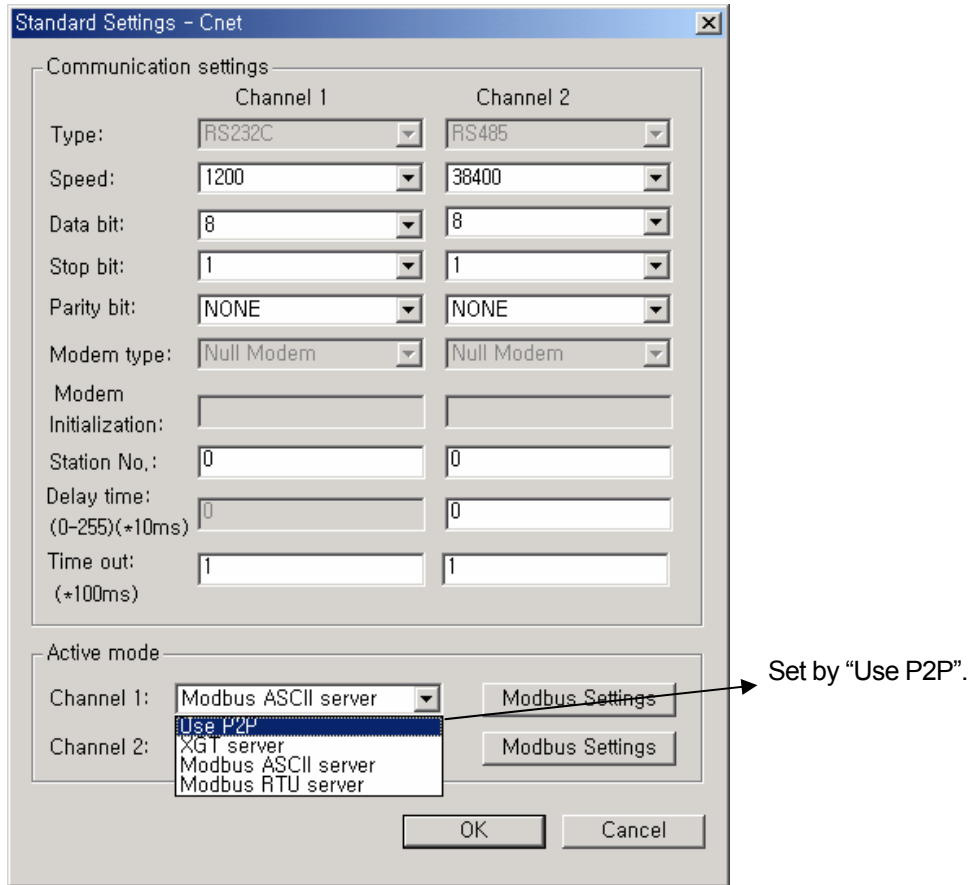 Standard Settings - Cnet
Communication settings
Channel 1 Channel 2
Type: RS232C RS485
Speed: 1200 38400
Data bit: 8 8
Stop bit: 1 1
Parity bit: NONE NONE
Modem type: Null Modem Null Modem
Modem
Initialization:
Station No.: 0 0
Delay time:
(0-255)(*10ms) 0 0
Time out: 1 1
(*100ms)
Active mode
Set by “Use P2P”.
Channel 1: Modbus ASCII server Modbus Settings
Use P2P
XGT server
Channel 2: Modbus Settings
Modbus ASCII server
Modbus RTU server
OK Cancel